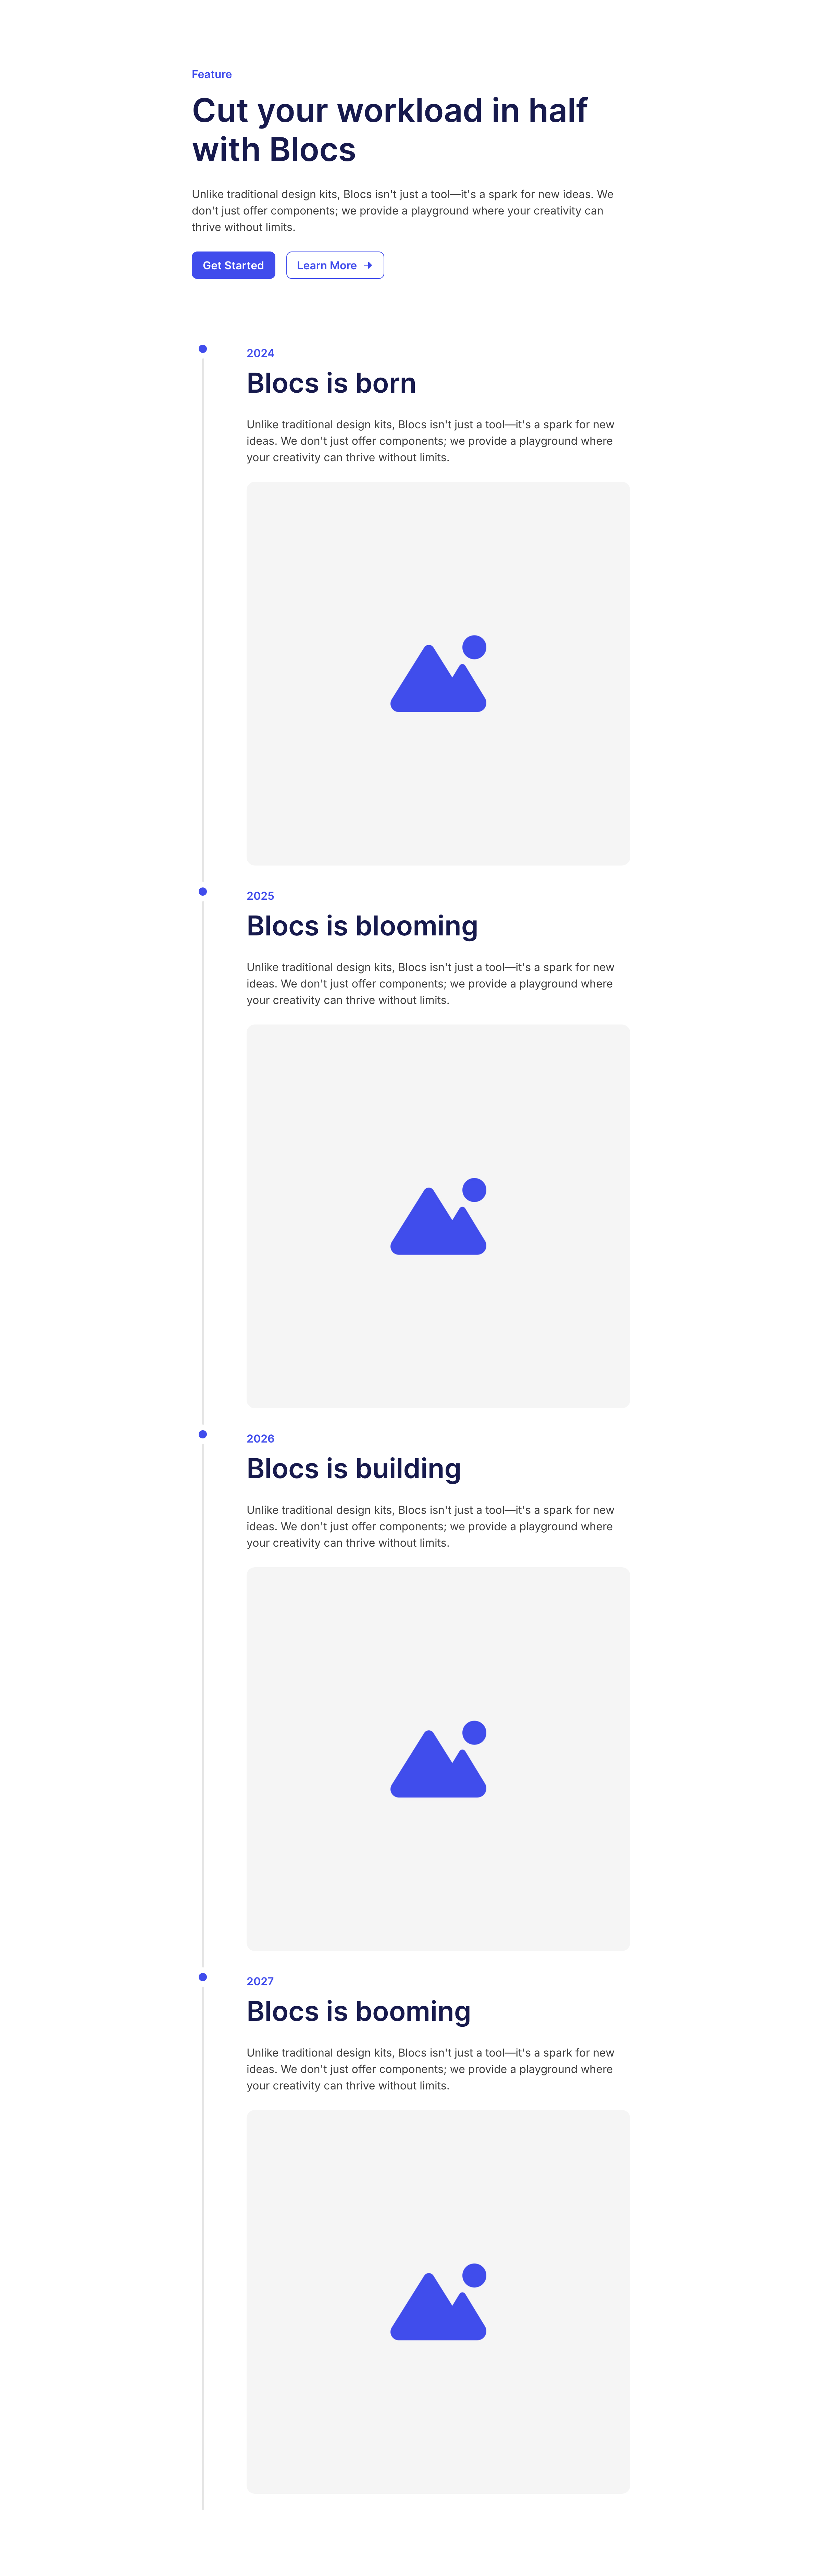 Feature
Cut your workload in half
with Blocs
Unlike traditional design kits, Blocs isn't just a tool—it's a spark for new ideas. We
don't just offer components; we provide a playground where your creativity can
thrive without limits.
Get Started
Learn More
2024
Blocs is born
Unlike traditional design kits, Blocs isn't just a tool—it's a spark for new
ideas. We don't just offer components; we provide a playground where
your creativity can thrive without limits.
2025
Blocs is blooming
Unlike traditional design kits, Blocs isn't just a tool—it's a spark for new
ideas. We don't just offer components; we provide a playground where
your creativity can thrive without limits.
2026
Blocs is building
Unlike traditional design kits, Blocs isn't just a tool—it's a spark for new
ideas. We don't just offer components; we provide a playground where
your creativity can thrive without limits.
2027
Blocs is booming
Unlike traditional design kits, Blocs isn't just a tool—it's a spark for new
ideas. We don't just offer components; we provide a playground where
your creativity can thrive without limits.